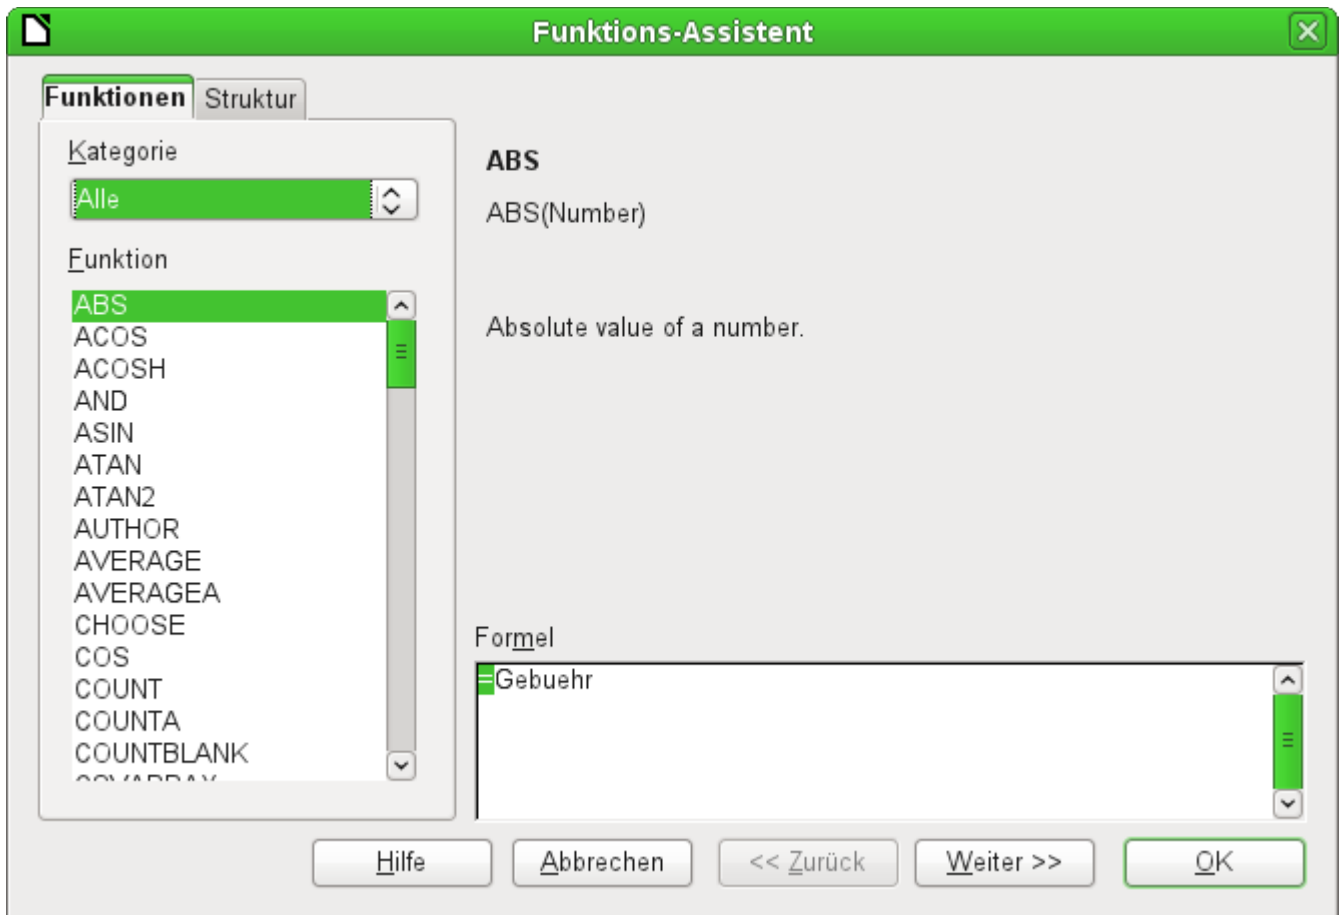 Funktions-Assistent
Funktionen Struktur
Kategorie
Alle
Funktion
ABS
ACOS
ACOSH
AND
ASIN
ATAN
ATAN2
AUTHOR
AVERAGE
AVERAGEA
CHOOSE
COS
COUNT
COUNTA
COUNTBLANK
ABS
ABS(Number)
Absolute value of a number.
Formel
=Gebuehr
Hilfe Abbrechen << Zurück Weiter >> OK